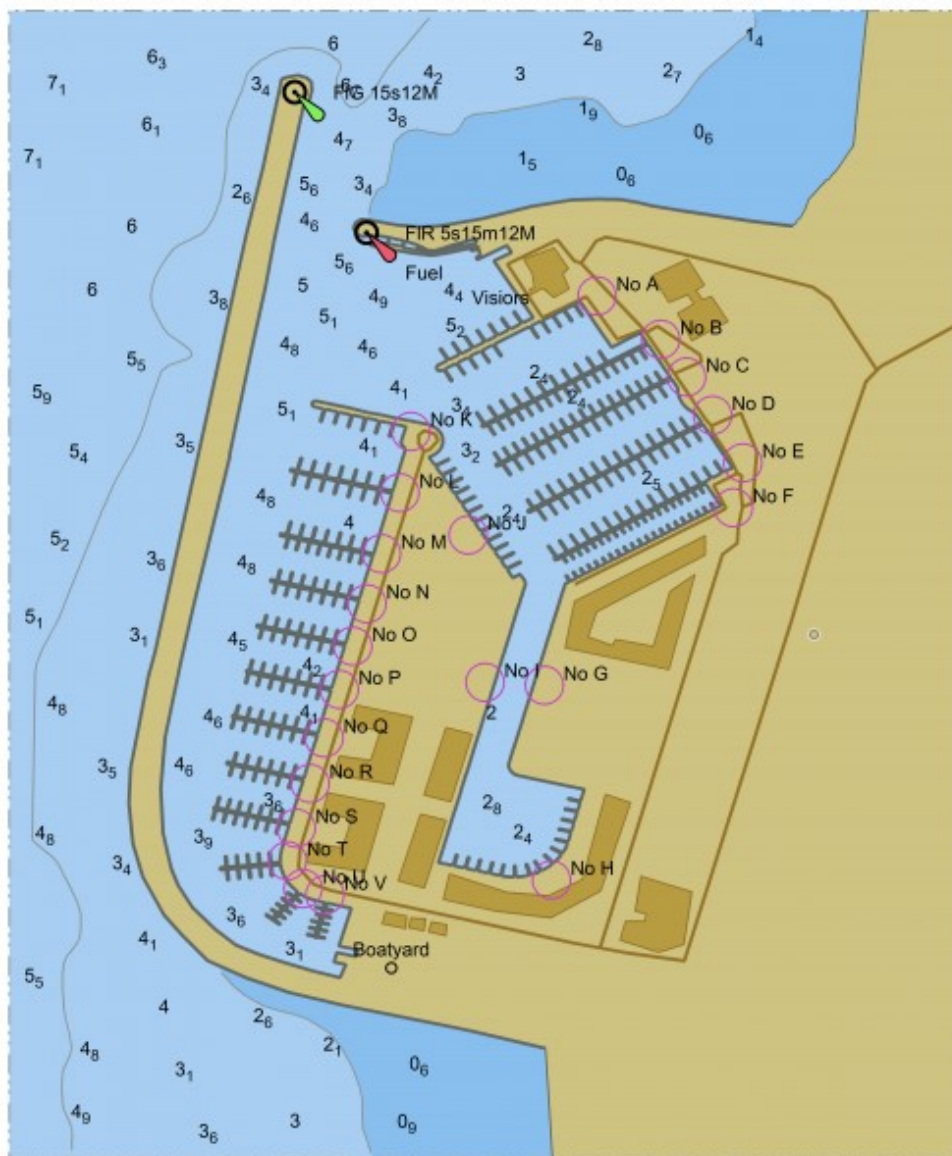 6 2₈ 1₄
6₃
7₁ 3₄ 4₂ 3 2₇
FlG 15s12M
3₈ 1₉
6₁ 4₇ 0₆
7₁ 1₅
2₆ 5₆ 3₄ 0₆
6 4₆ FlR 5s15m12M
5₆ Fuel
6 3₈ 5 4₉ 4₄ Visiors No A
5₁ 5₂ No B
4₈ 4₆
5₅ 2₄ No C
5₉ 4₁ 2₄
5₁ 3₄ No D
No K
5₄ 3₅ 4₁ 3₂ No E
2₅
No L
4₈ No F
5₂ 4 2₄ No J
No M
3₆ 4₈
No N
5₁ 3₁ 4₅ No O
4₂ No I No G
No P
4₈ 4₆ 4₁ 2
No Q
3₅ 4₆ No R
3₆ 2₈
No S
4₈ 3₉ 2₄
No T
3₄ No H
No U No V
3₆
4₁ 3₁ Boatyard
5₅
4 2₆
4₈ 2₁
3₁ 0₆
4₉ 3₆ 3 0₉